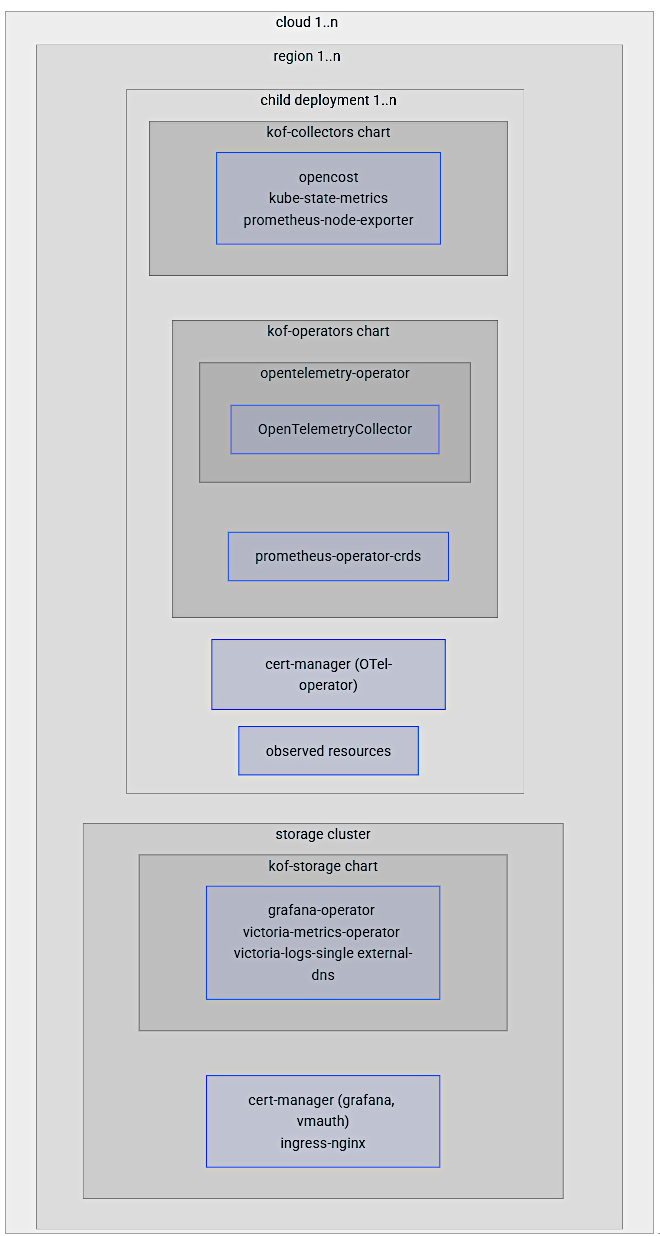 cloud 1..n
region 1..n
child deployment 1..n
kof-collectors chart
opencost
kube-state-metrics
prometheus-node-exporter
kof-operators chart
opentelemetry-operator
OpenTelemetryCollector
prometheus-operator-crds
cert-manager (OTel-
operator)
observed resources
storage cluster
kof-storage chart
grafana-operator
victoria-metrics-operator
victoria-logs-single external-
dns
cert-manager (grafana,
vmauth)
ingress-nginx